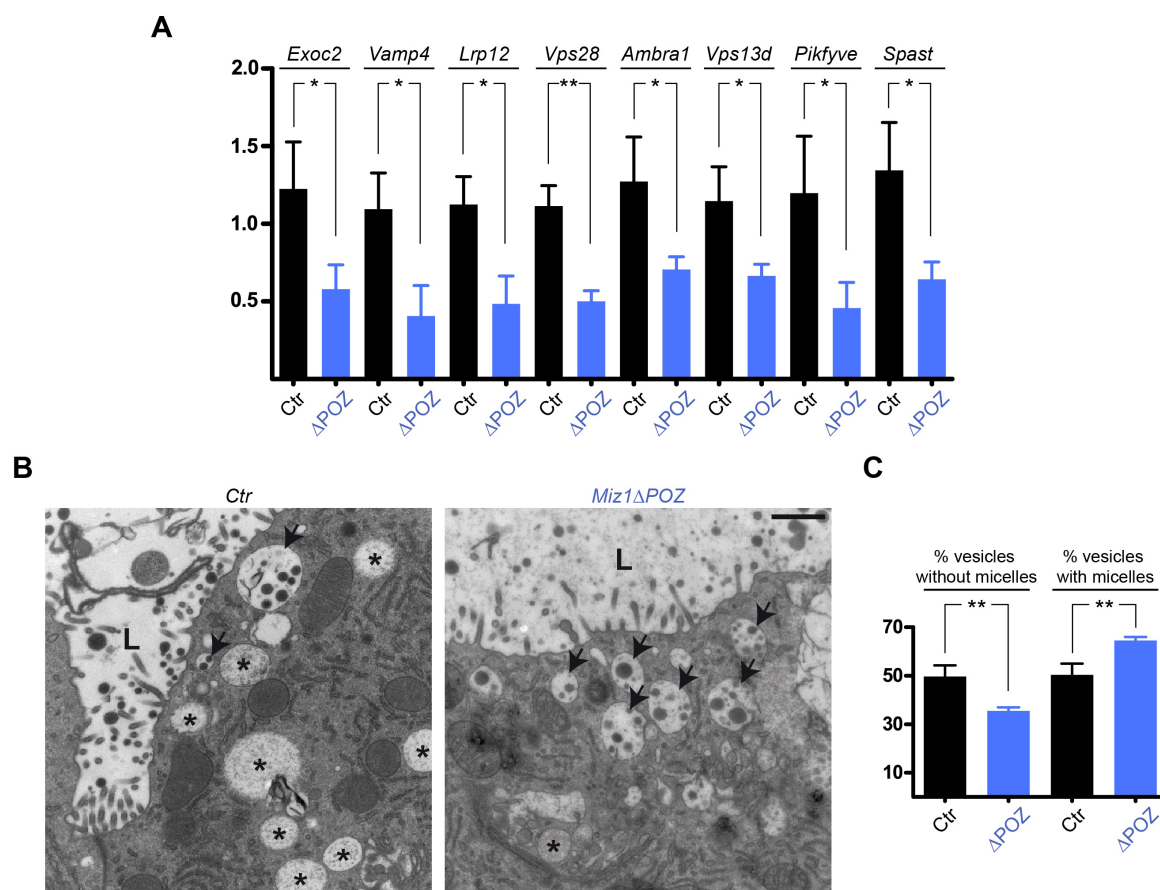 A
Exoc2 Vamp4 Lrp12 Vps28 Ambra1 Vps13d Pikfyve Spast
* * * ** * * * *
2.0
1.5
1.0
0.5
Ctr ΔPOZ Ctr ΔPOZ Ctr ΔPOZ Ctr ΔPOZ Ctr ΔPOZ Ctr ΔPOZ Ctr ΔPOZ Ctr ΔPOZ
B
Ctr
L
* * * * * * * *
Miz1ΔPOZ
L
*
C
% vesicles
without micelles
% vesicles
with micelles
** **
70
50
30
10
Ctr ΔPOZ Ctr ΔPOZ